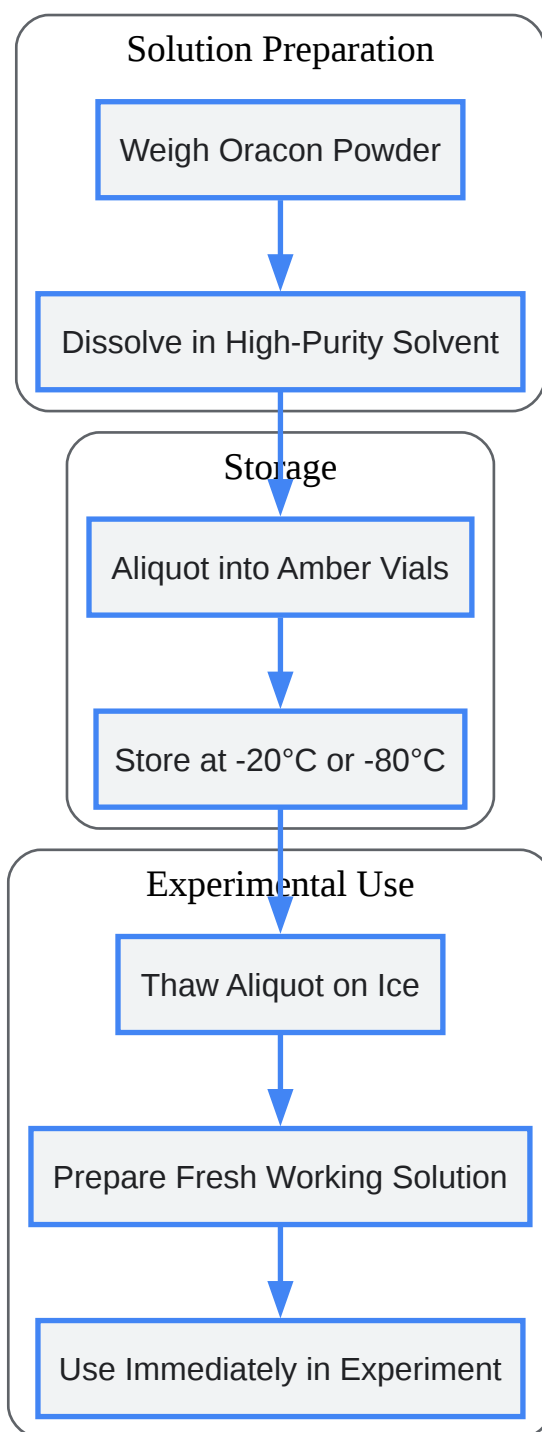 Solution Preparation
Weigh Oracon Powder
Dissolve in High-Purity Solvent
Storage
Aliquot into Amber Vials
Store at -20°C or -80°C
Experimental Use
Thaw Aliquot on Ice
Prepare Fresh Working Solution
Use Immediately in Experiment